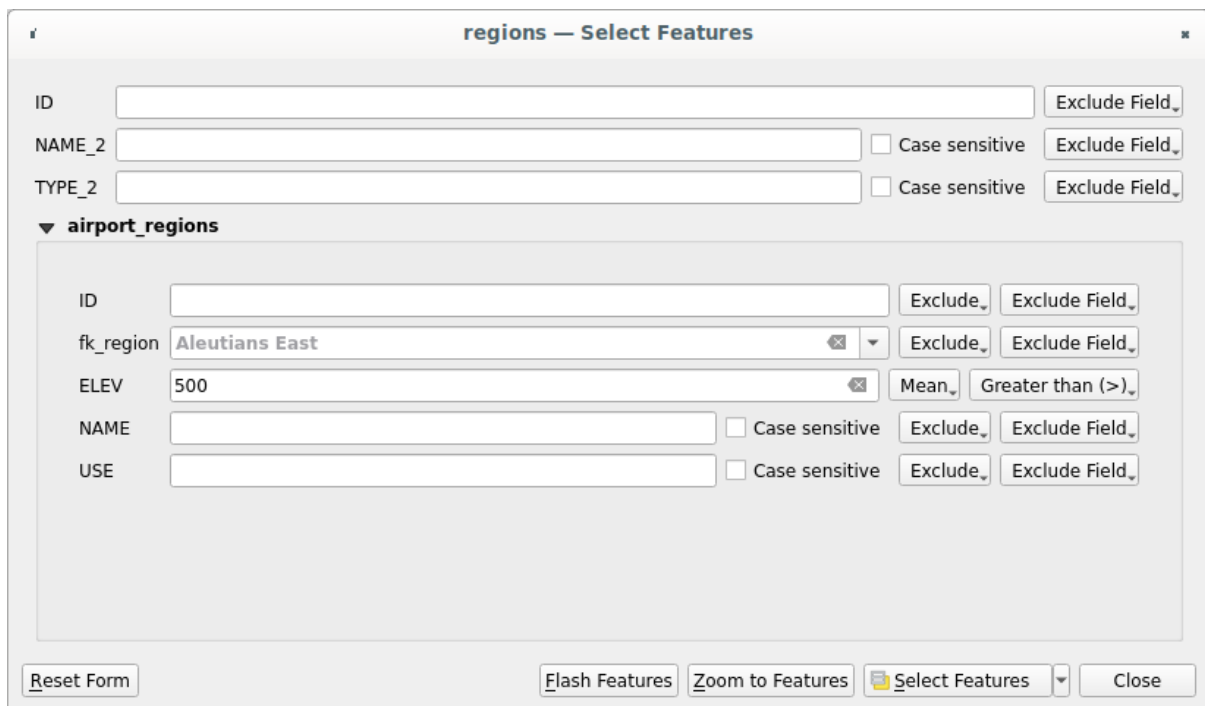 regions — Select Features
ID Exclude Field
NAME_2 Case sensitive Exclude Field
TYPE_2 Case sensitive Exclude Field
airport_regions
ID Exclude Exclude Field
fk_region Aleutians East Exclude Exclude Field
ELEV 500 Mean Greater than (>)
NAME Case sensitive Exclude Exclude Field
USE Case sensitive Exclude Exclude Field
Reset Form Flash Features Zoom to Features Select Features Close